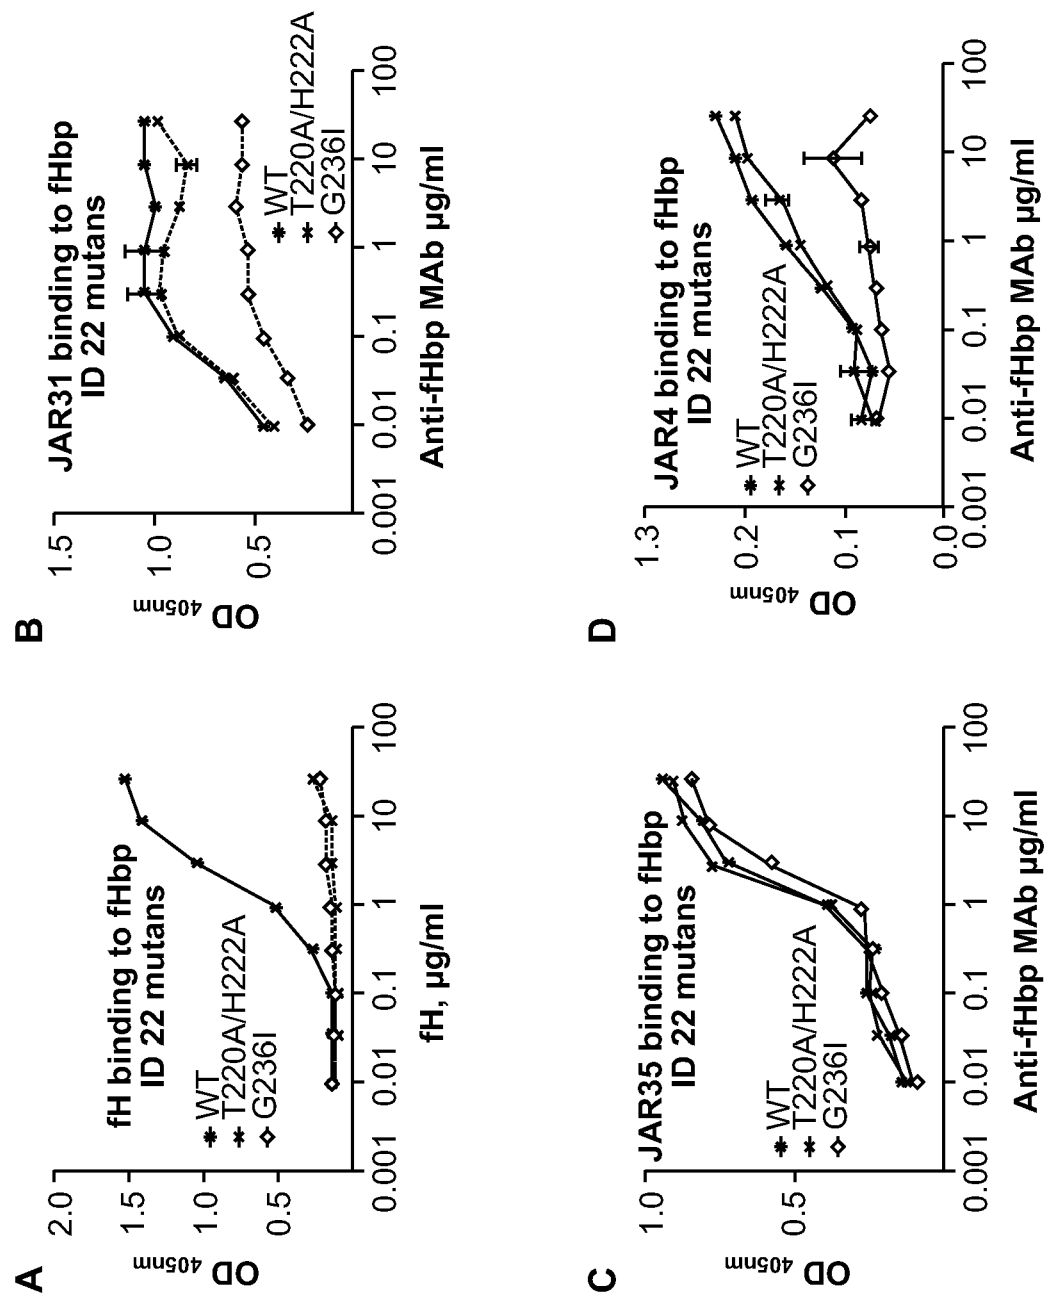 A
fH binding to fHbp
ID 22 mutans
WT
T220A/H222A
G236I
2.0
1.5
1.0
0.5
OD 405nm
0.001 0.01 0.1 1 10 100
fH, µg/ml
B
JAR31 binding to fHbp
ID 22 mutans
WT
T220A/H222A
G236I
1.5
1.0
0.5
OD 405nm
0.001 0.01 0.1 1 10 100
Anti-fHbp MAb µg/ml
C
JAR35 binding to fHbp
ID 22 mutans
WT
T220A/H222A
G236I
1.0
0.5
OD 405nm
0.001 0.01 0.1 1 10 100
Anti-fHbp MAb µg/ml
D
JAR4 binding to fHbp
ID 22 mutans
WT
T220A/H222A
G236I
1.3
0.2
0.1
0.0
OD 405nm
0.001 0.01 0.1 1 10 100
Anti-fHbp MAb µg/ml